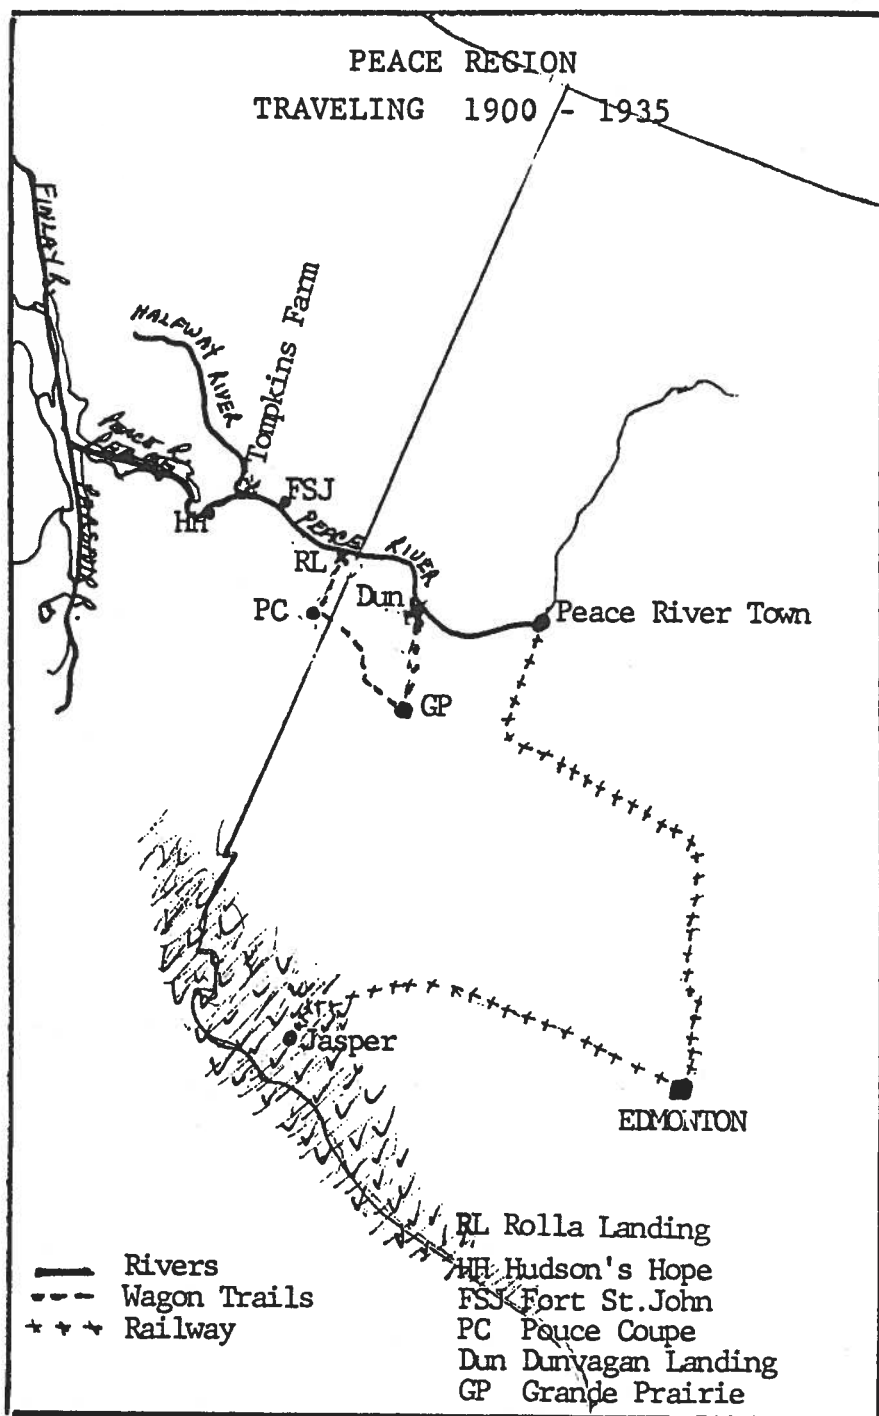 PEACE REGION
TRAVELING 1900 - 1935
FINLAY R.
HALFWAY RIVER
Tompkins Farm
Peace R.
FSJ
HH
PEACE RIVER
RL
PARSNIP R.
PC
Dun
Peace River Town
GP
Jasper
EDMONTON
Rivers
Wagon Trails
Railway
RL Rolla Landing
HH Hudson's Hope
FSJ Fort St.John
PC Pouce Coupe
Dun Dunvagan Landing
GP Grande Prairie